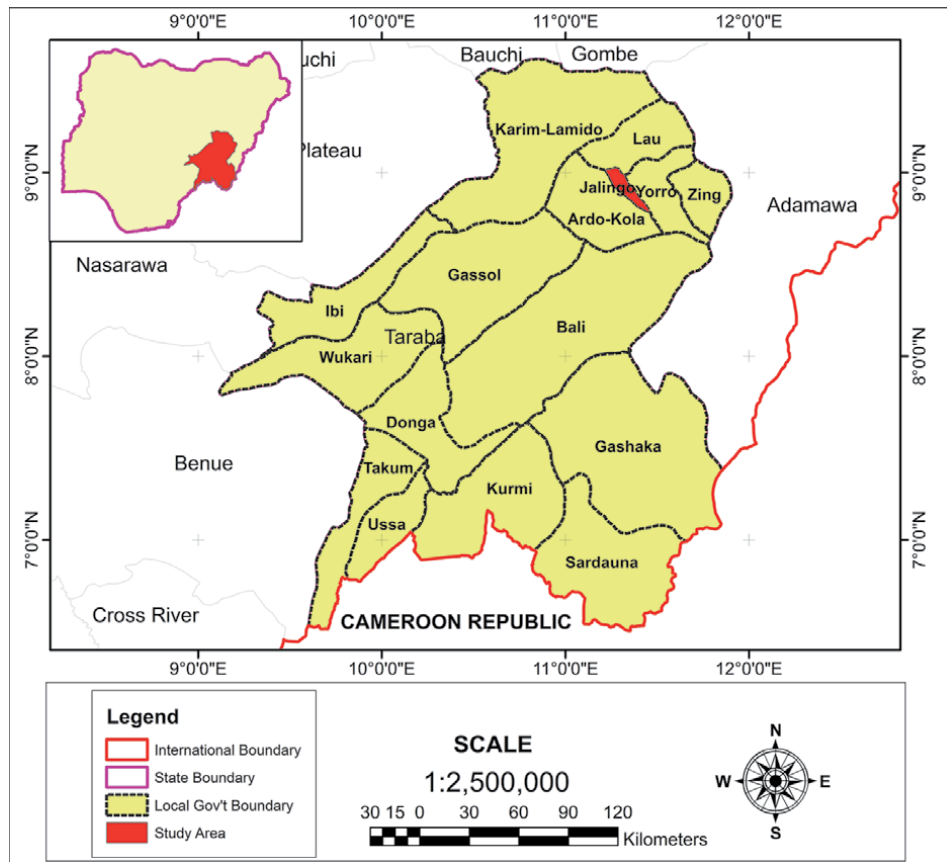 9°0'0"E 10°0'0"E 11°0'0"E 12°0'0"E
uchi
Bauchi
Gombe
Plateau
Karim-Lamido
Lau
9°0'0"N
9°0'0"N
Jalingo
Yorro
Zing
Adamawa
Ardo-Kola
Nasarawa
Gassol
Ibi
Bali
Taraba
Wukari
8°0'0"N
8°0'0"N
Donga
Gashaka
Benue
Takum
Kurmi
Ussa
7°0'0"N
7°0'0"N
Sardauna
Cross River
CAMEROON REPUBLIC
9°0'0"E 10°0'0"E 11°0'0"E 12°0'0"E
Legend
International Boundary
State Boundary
Local Gov't Boundary
Study Area
SCALE
1:2,500,000
30 15 0 30 60 90 120
Kilometers
N
W E
S